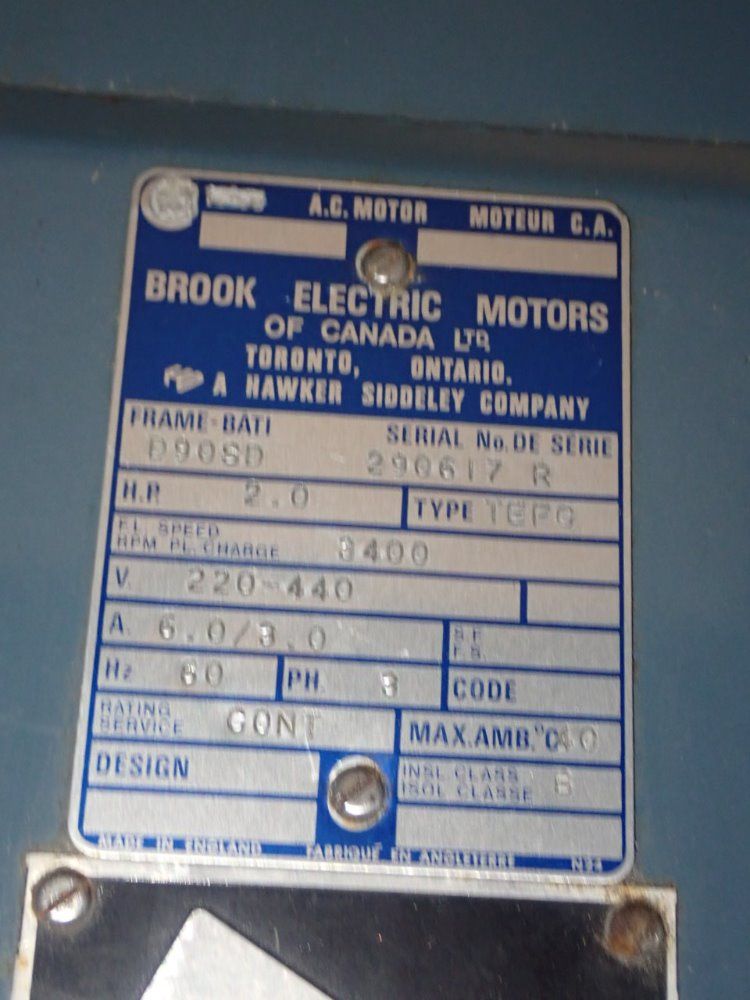 A.C. MOTOR MOTEUR C.A.
BROOK ELECTRIC MOTORS
OF CANADA LTD
TORONTO, ONTARIO.
A HAWKER SIDDELEY COMPANY
FRAME-BATI SERIAL No. DE SÉRIE
D90SD 290617 R
H.P. 2.0 TYPE TEFC
F.L. SPEED
RPM PL. CHARGE 3400
V. 220-440
A. 6.0/3.0 S.F.
F.S.
Hz 60 PH. 3 CODE
RATING
SERVICE CONT MAX.AMB.°C 40
DESIGN INSL CLASS
ISOL CLASSE
MADE IN ENGLAND FABRIQUÉ EN ANGLETERRE